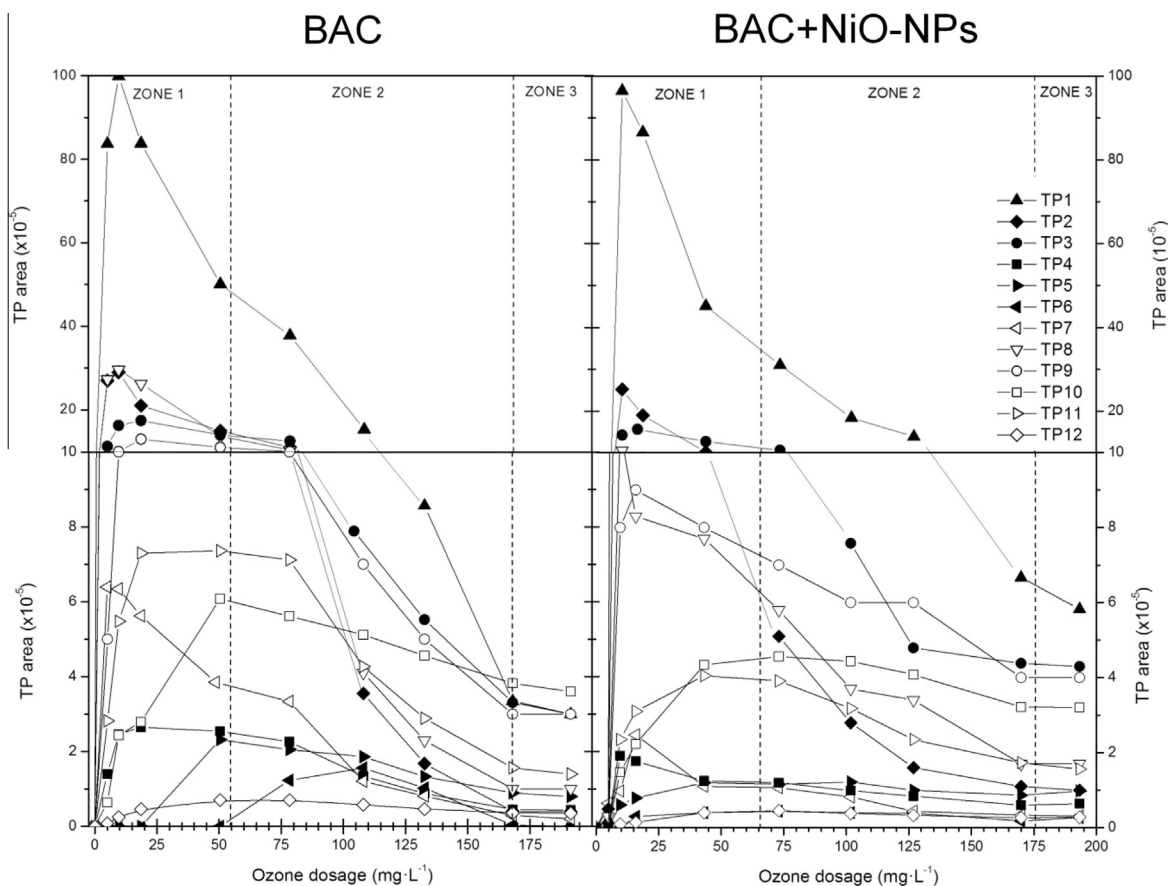 BAC
BAC+NiO-NPs
ZONE 1
ZONE 2
ZONE 3
ZONE 1
ZONE 2
ZONE 3
100
80
60
40
20
10
TP area (x10⁻⁵)
8
6
4
2
0
TP area (x10⁻⁵)
0 25 50 75 100 125 150 175
Ozone dosage (mg·L⁻¹)
100
80
60
40
20
10
TP area (10⁻⁵)
8
6
4
2
0
TP area (x10⁻⁵)
0 25 50 75 100 125 150 175 200
Ozone dosage (mg·L⁻¹)
TP1
TP2
TP3
TP4
TP5
TP6
TP7
TP8
TP9
TP10
TP11
TP12